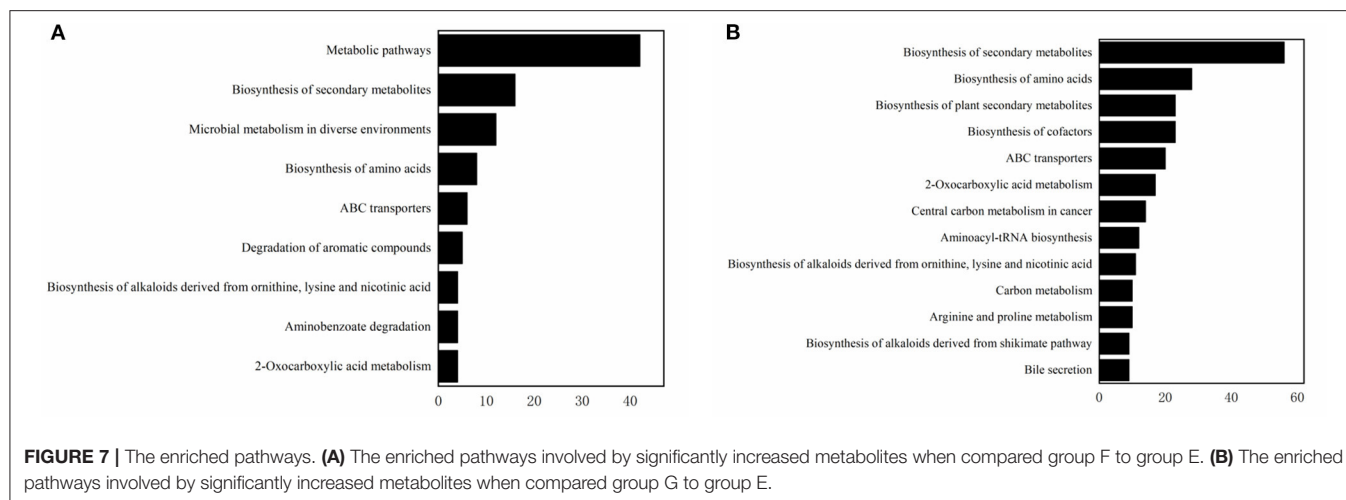 A
Metabolic pathways
Biosynthesis of secondary metabolites
Microbial metabolism in diverse environments
Biosynthesis of amino acids
ABC transporters
Degradation of aromatic compounds
Biosynthesis of alkaloids derived from ornithine, lysine and nicotinic acid
Aminobenzoate degradation
2-Oxocarboxylic acid metabolism
0 10 20 30 40
B
Biosynthesis of secondary metabolites
Biosynthesis of amino acids
Biosynthesis of plant secondary metabolites
Biosynthesis of cofactors
ABC transporters
2-Oxocarboxylic acid metabolism
Central carbon metabolism in cancer
Aminoacyl-tRNA biosynthesis
Biosynthesis of alkaloids derived from ornithine, lysine and nicotinic acid
Carbon metabolism
Arginine and proline metabolism
Biosynthesis of alkaloids derived from shikimate pathway
Bile secretion
0 20 40 60
FIGURE 7 | The enriched pathways. (A) The enriched pathways involved by significantly increased metabolites when compared group F to group E. (B) The enriched
pathways involved by significantly increased metabolites when compared group G to group E.